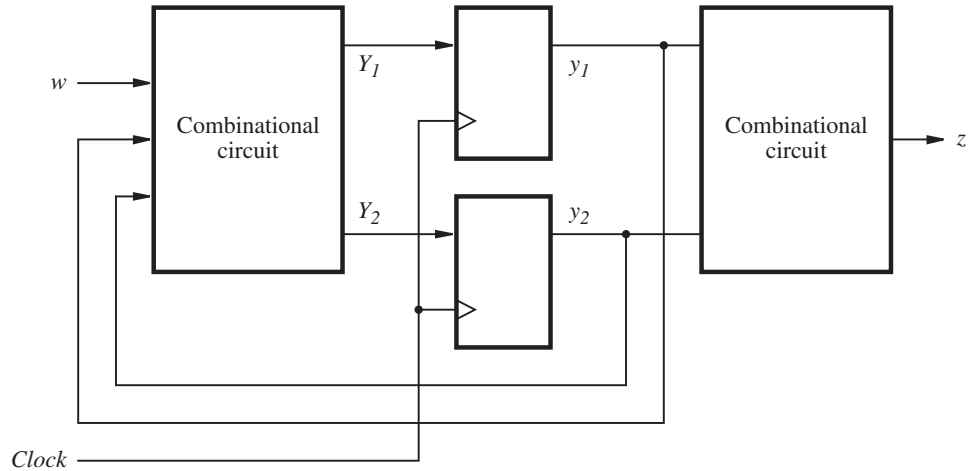 w
Combinational
circuit
Y1
Y2
y1
y2
Combinational
circuit
z
Clock